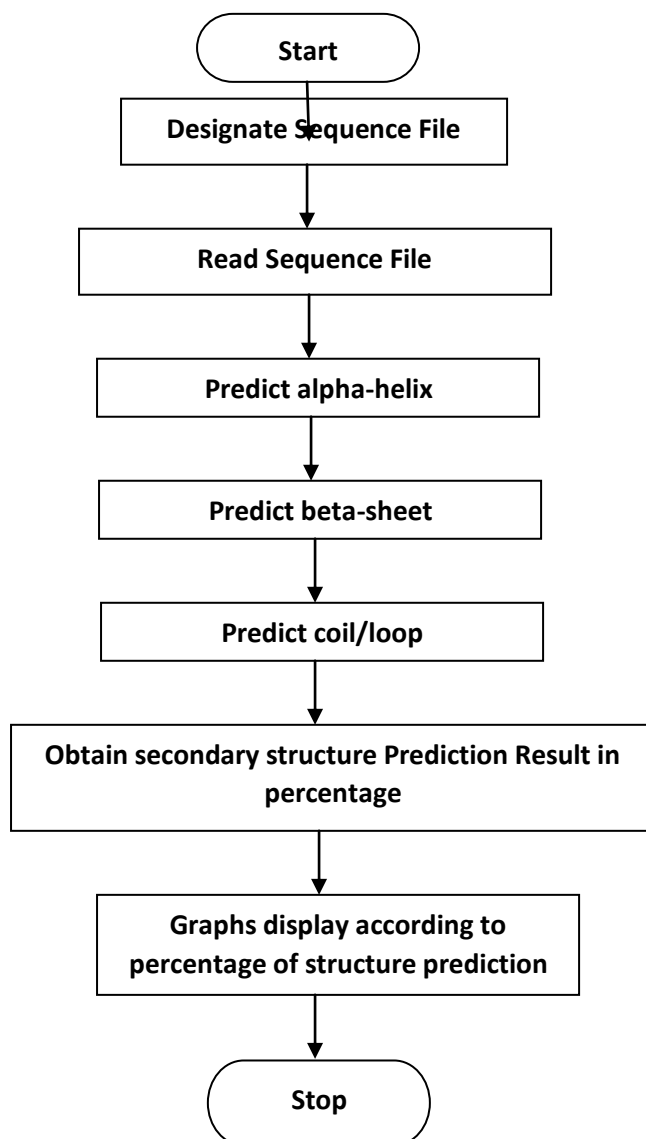 Start
Designate Sequence File
Read Sequence File
Predict alpha-helix
Predict beta-sheet
Predict coil/loop
Obtain secondary structure Prediction Result in
percentage
Graphs display according to
percentage of structure prediction
Stop